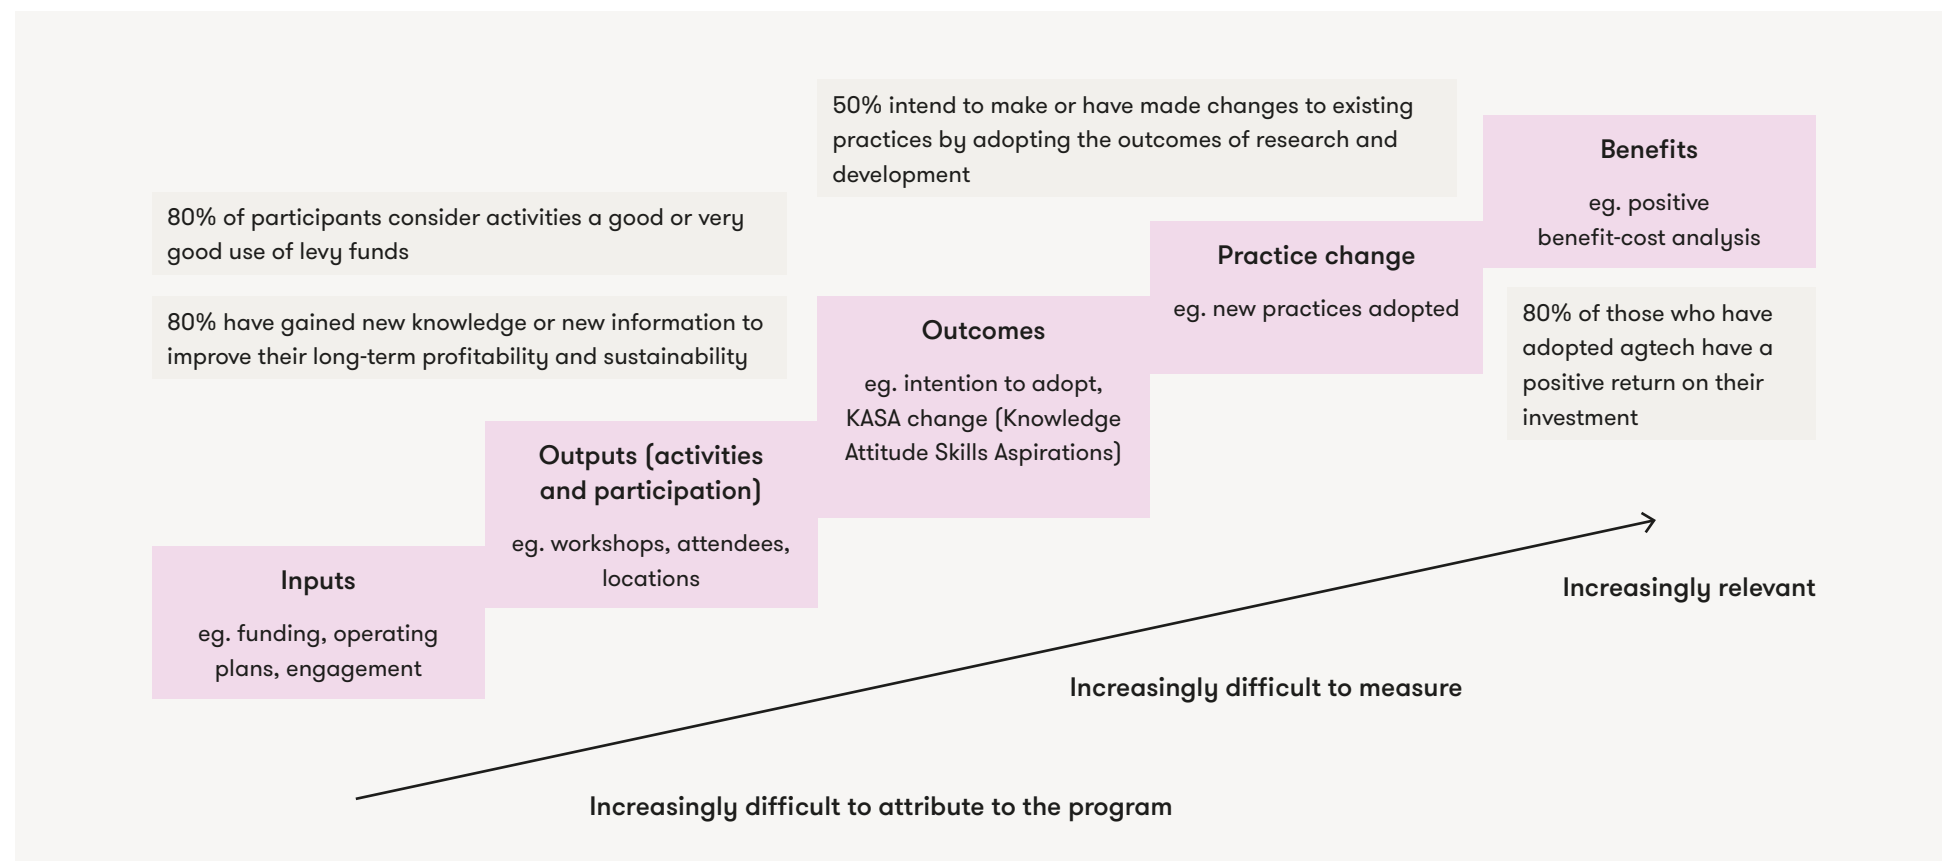 80% of participants consider activities a good or very
good use of levy funds
80% have gained new knowledge or new information to
improve their long-term profitability and sustainability
50% intend to make or have made changes to existing
practices by adopting the outcomes of research and
development
Inputs
eg. funding, operating
plans, engagement
Outputs (activities
and participation)
eg. workshops, attendees,
locations
Outcomes
eg. intention to adopt,
KASA change (Knowledge
Attitude Skills Aspirations)
Practice change
eg. new practices adopted
Benefits
eg. positive
benefit-cost analysis
80% of those who have
adopted agtech have a
positive return on their
investment
Increasingly relevant
Increasingly difficult to measure
Increasingly difficult to attribute to the program